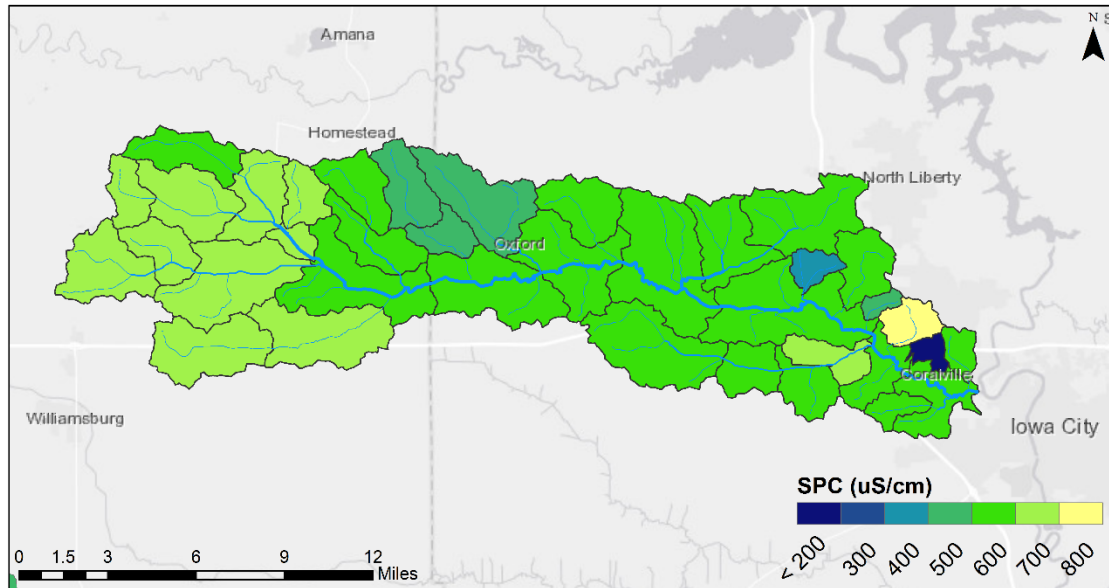 N S
Amana
Homestead
North Liberty
Oxford
Coralville
Williamsburg
Iowa City
SPC (uS/cm)
< 200 300 400 500 600 700 800
0 1.5 3 6 9 12
Miles